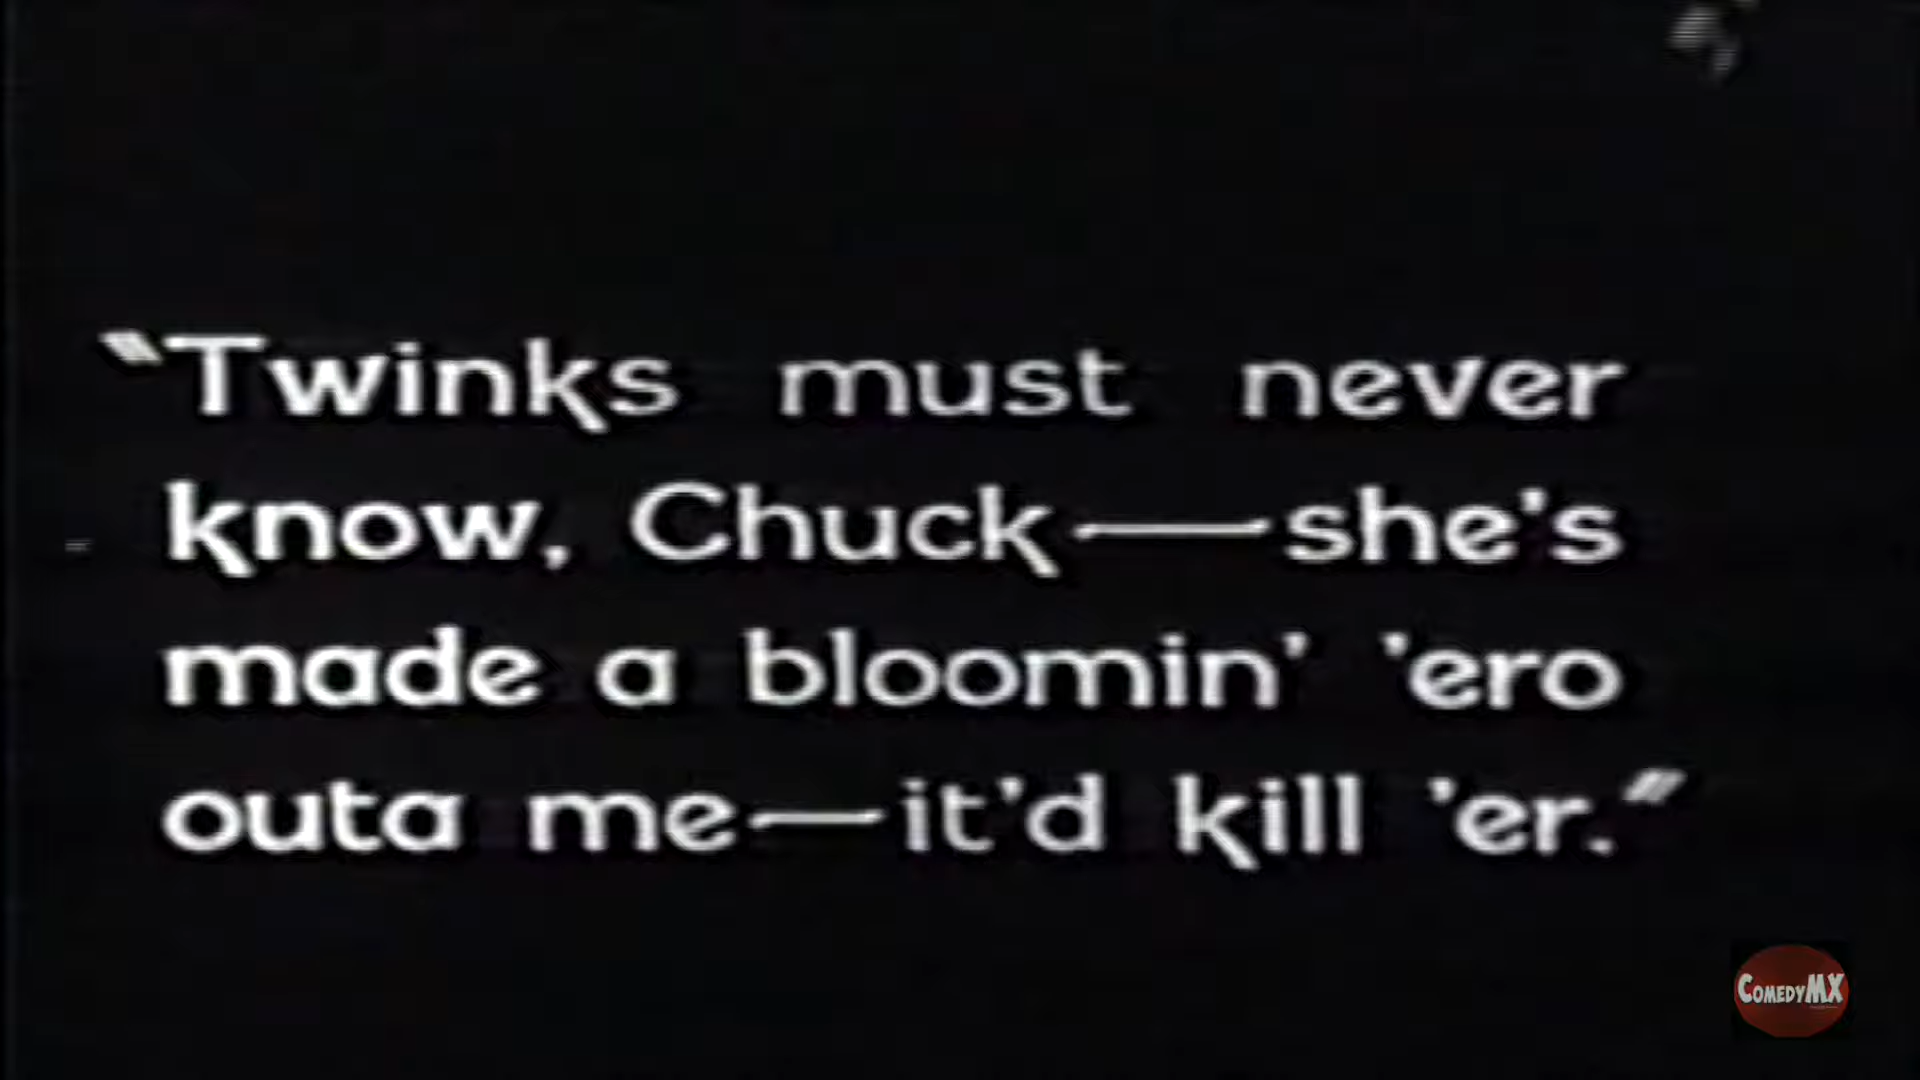 “Twinks must never
know, Chuck—she's
made a bloomin' 'ero
outa me—it'd kill 'er.”
COMEDYMX